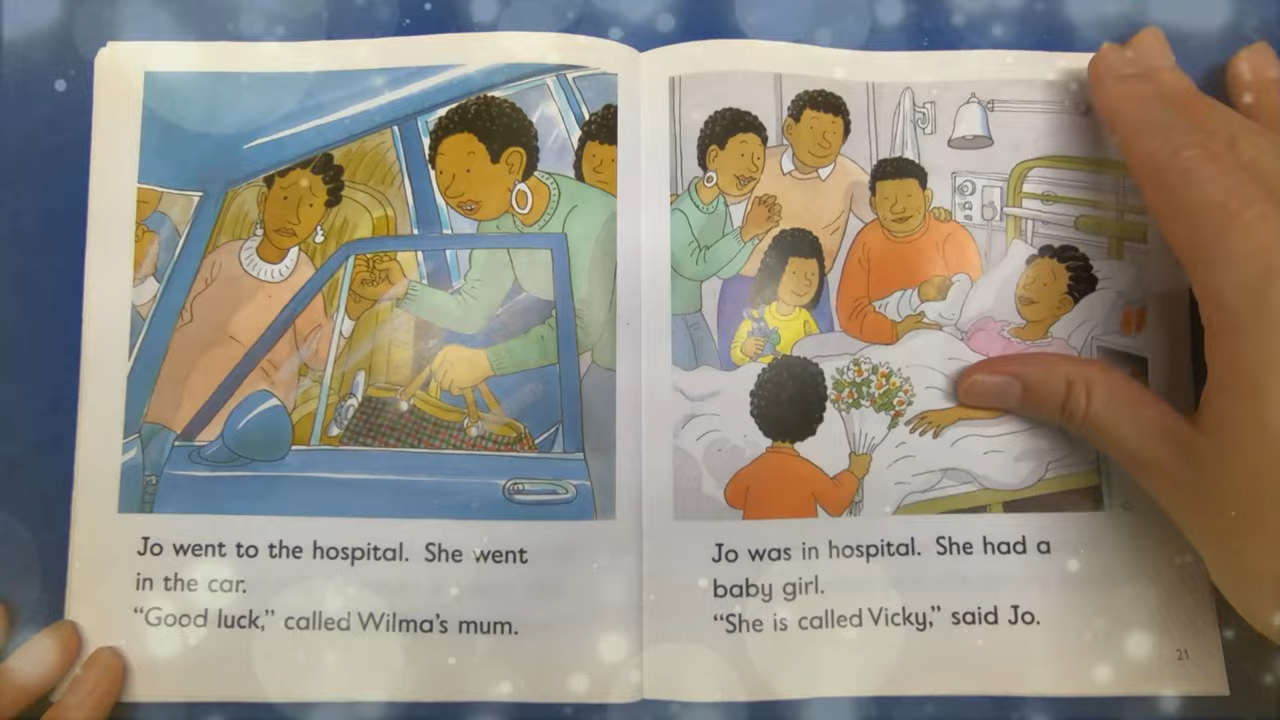 Jo went to the hospital. She went
in the car.
“Good luck,” called Wilma’s mum.
Jo was in hospital. She had a
baby girl.
“She is called Vicky,” said Jo.
21